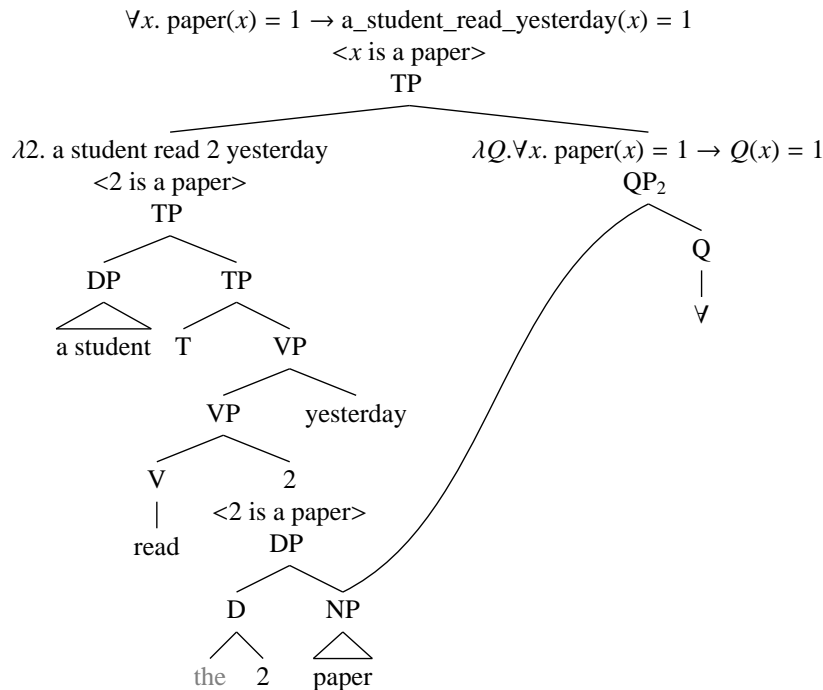 ∀x. paper(x) = 1 → a_student_read_yesterday(x) = 1
<x is a paper>
TP
λ2. a student read 2 yesterday λQ.∀x. paper(x) = 1 → Q(x) = 1
<2 is a paper> QP₂
TP
Q
DP TP
∀
a student T VP
VP yesterday
V 2
<2 is a paper>
read DP
D NP
the 2 paper